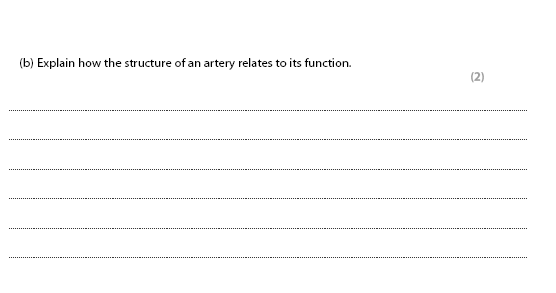 (b) Explain how the structure of an artery relates to its function.
(2)